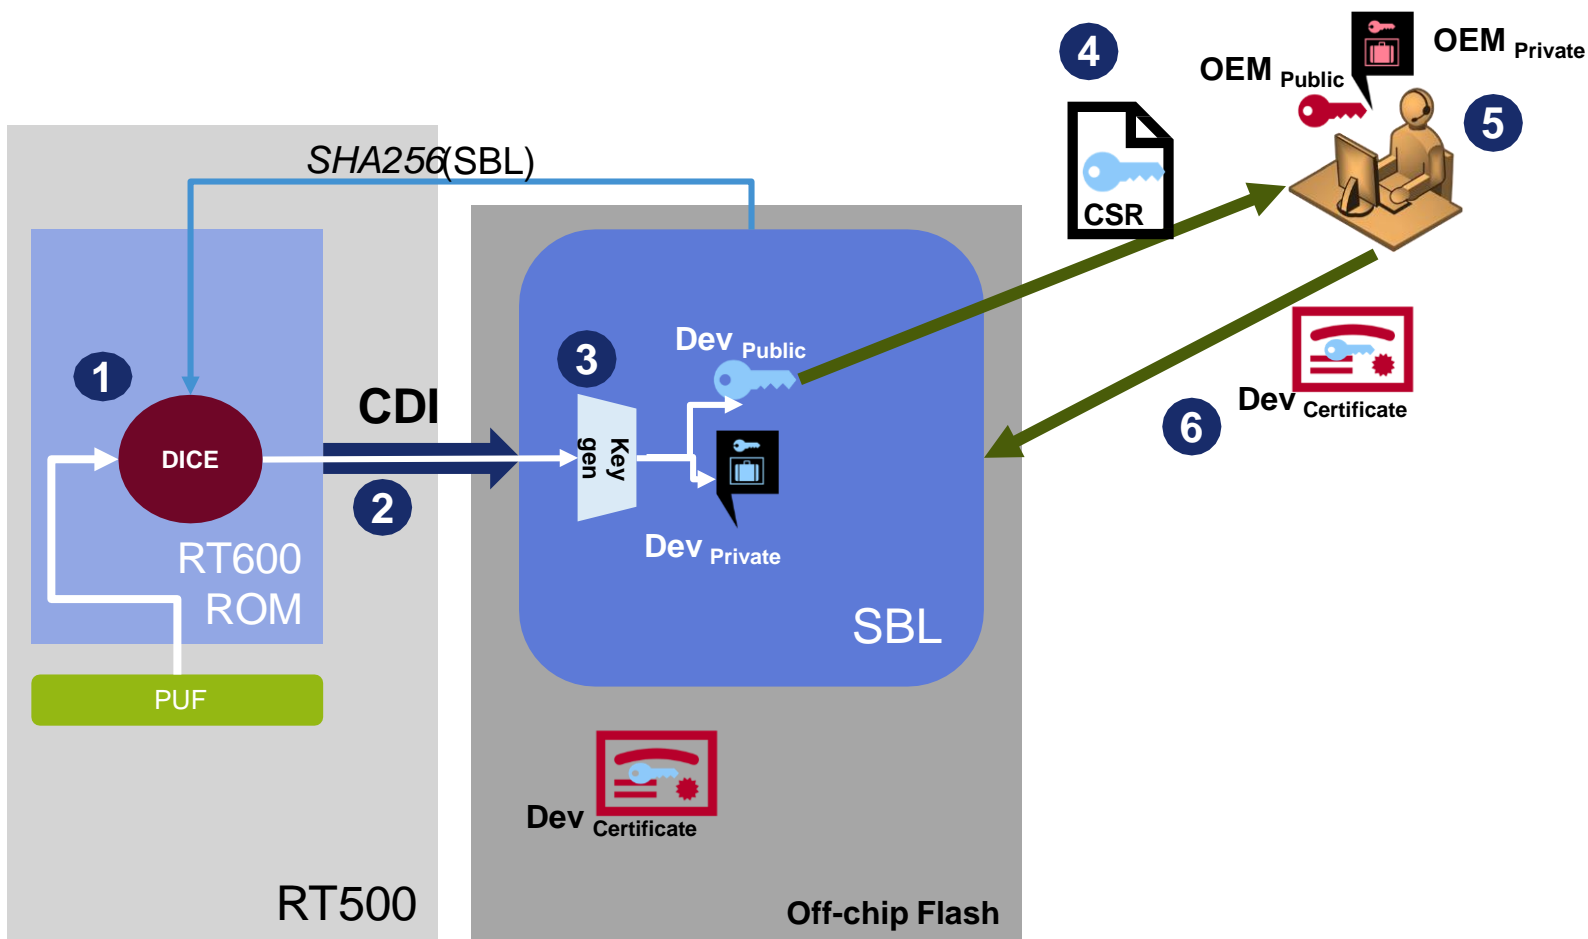 4
OEM Private
OEM Public
5
SHA256(SBL)
CSR
1
3
Dev Public
CDI
Dev Certificate
6
DICE
Key
gen
2
Dev Private
RT600
ROM
SBL
PUF
Dev Certificate
RT500
Off-chip Flash